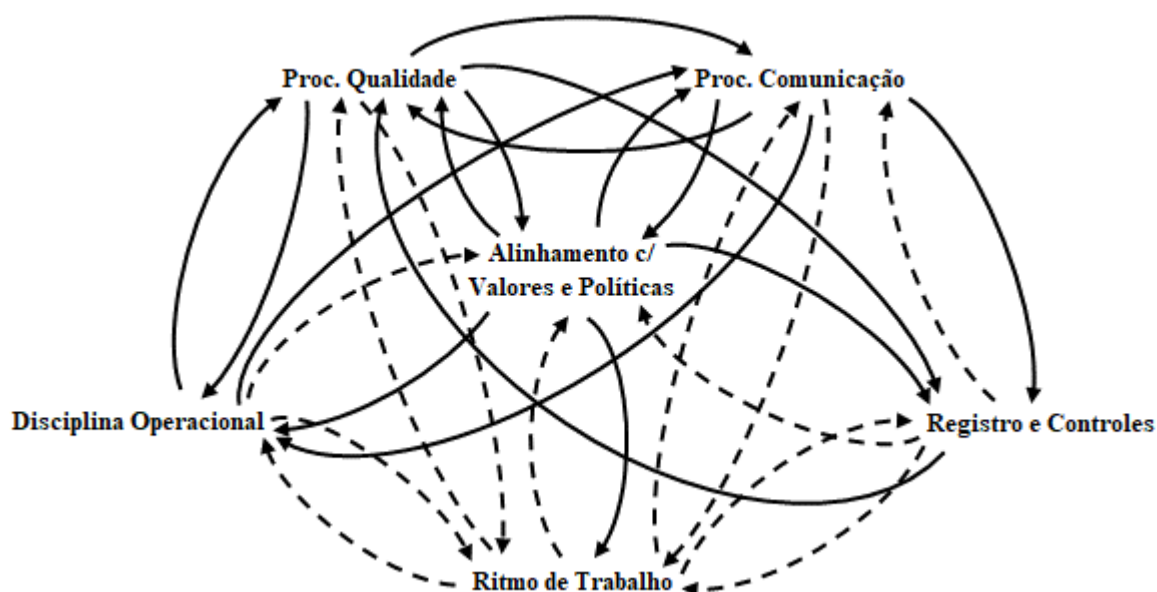 Proc. Qualidade
Proc. Comunicação
Alinhamento c/
Valores e Políticas
Disciplina Operacional
Registro e Controles
Ritmo de Trabalho